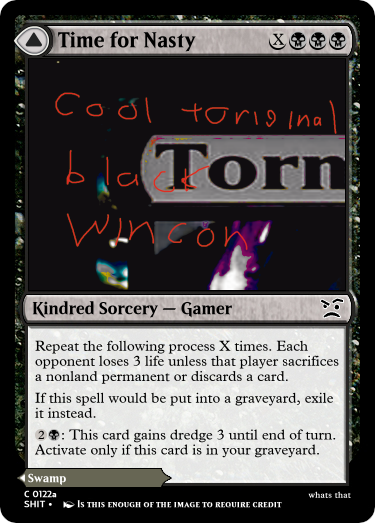 Time for Nasty
X
Cool toriginal
black
Torn
Wincon
Kindred Sorcery — Gamer
Repeat the following process X times. Each
opponent loses 3 life unless that player sacrifices
a nonland permanent or discards a card.
If this spell would be put into a graveyard, exile
it instead.
2: This card gains dredge 3 until end of turn.
Activate only if this card is in your graveyard.
Swamp
C 0122a
whats that
SHIT • Is this enough of the image to require credit